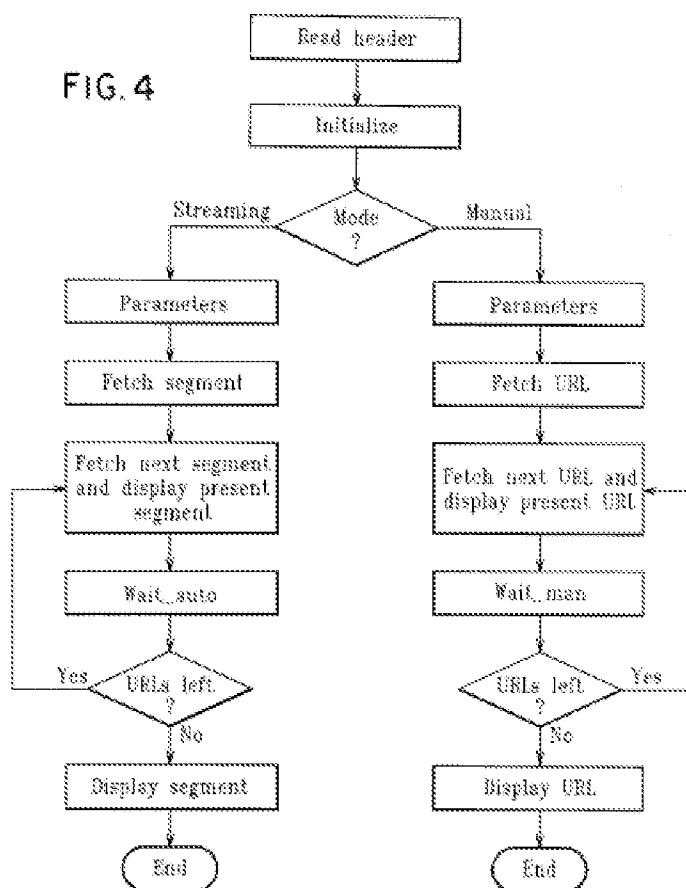 FIG. 4
Read header
Initialize
Mode
?
Streaming
Manual
Parameters
Fetch segment
Fetch next segment
and display present
segment
Wait_auto
URLs left
?
Yes
No
Display segment
End
Parameters
Fetch URL
Fetch next URL and
display present URL
Wait_man
URLs left
?
Yes
No
Display URL
End